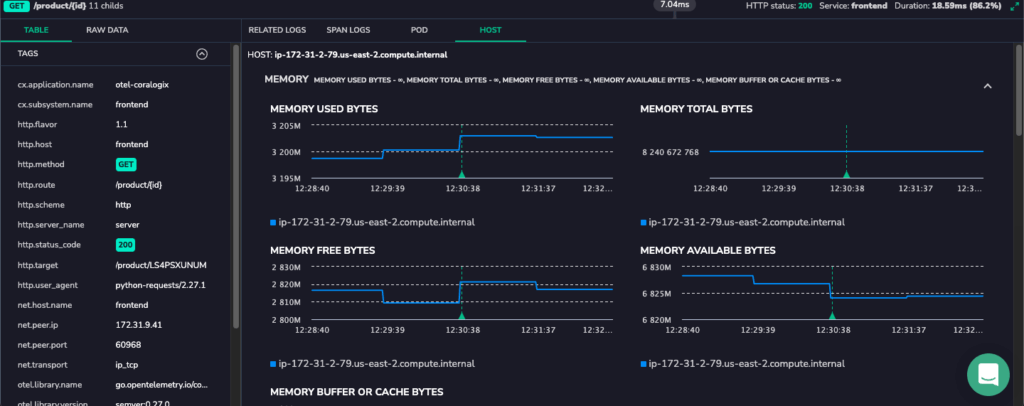 GET /product/{id} 11 childs
7.04ms
HTTP status: 200 Service: frontend Duration: 18.59ms (86.2%)
TABLE RAW DATA
RELATED LOGS SPAN LOGS POD HOST
TAGS
cx.application.name otel-coralogix
cx.subsystem.name frontend
http.flavor 1.1
http.host frontend
http.method GET
http.route /product/{id}
http.scheme http
http.server_name server
http.status_code 200
http.target /product/LS4PSXUNUM
http.user_agent python-requests/2.27.1
net.host.name frontend
net.peer.ip 172.31.9.41
net.peer.port 60968
net.transport ip_tcp
otel.library.name go.opentelemetry.io/co...
otel.library.version semver:0.27.0
HOST: ip-172-31-2-79.us-east-2.compute.internal
MEMORY MEMORY USED BYTES - ∞, MEMORY TOTAL BYTES - ∞, MEMORY FREE BYTES - ∞, MEMORY AVAILABLE BYTES - ∞, MEMORY BUFFER OR CACHE BYTES - ∞
MEMORY USED BYTES
3 205M
3 200M
3 195M
12:28:40 12:29:39 12:30:38 12:31:37 12:32...
ip-172-31-2-79.us-east-2.compute.internal
MEMORY TOTAL BYTES
8 240 672 768
12:28:40 12:29:39 12:30:38 12:31:37 12:3...
ip-172-31-2-79.us-east-2.compute.internal
MEMORY FREE BYTES
2 830M
2 820M
2 810M
2 800M
12:28:40 12:29:39 12:30:38 12:31:37 12:32...
ip-172-31-2-79.us-east-2.compute.internal
MEMORY AVAILABLE BYTES
6 830M
6 825M
6 820M
12:28:40 12:29:39 12:30:38 12:31:37 12:32...
ip-172-31-2-79.us-east-2.compute.internal
MEMORY BUFFER OR CACHE BYTES